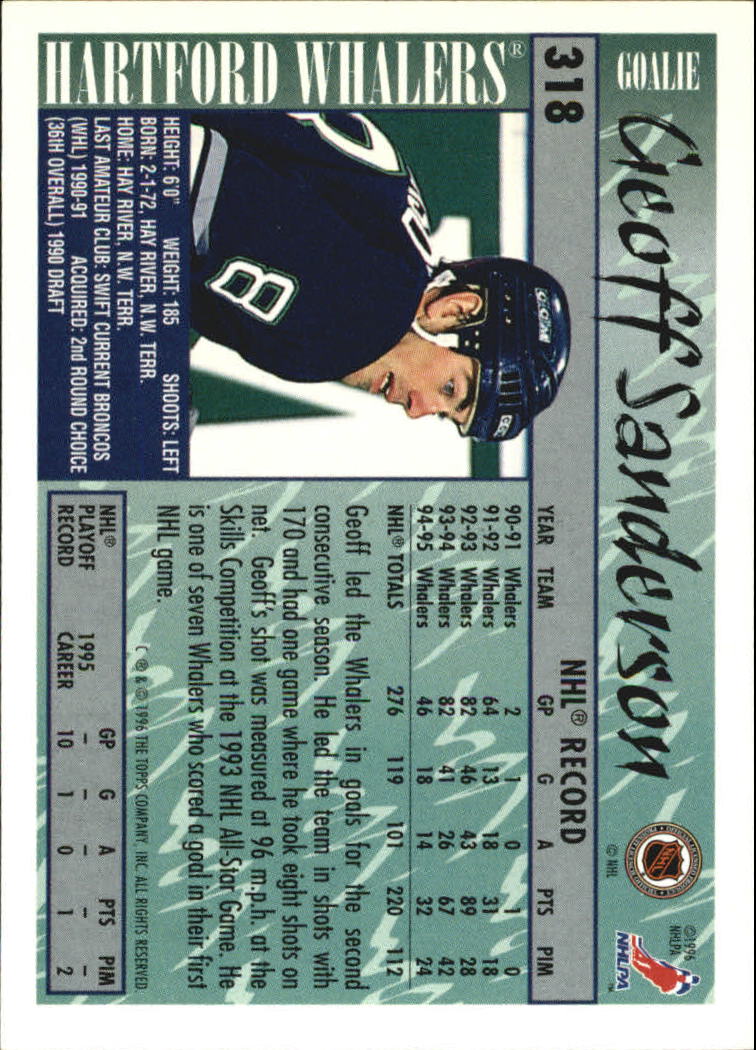 GOALIE
Geoff Sanderson
© NHL
NHL
©1996
NHLPA
NHLPA
318
NHL® RECORD
HARTFORD WHALERS®
8
HEIGHT: 6'0" WEIGHT: 185 SHOOTS: LEFT
BORN: 2-1-72, HAY RIVER, N.W. TERR.
HOME: HAY RIVER, N.W. TERR.
LAST AMATEUR CLUB: SWIFT CURRENT BRONCOS
(WHL) 1990-91 ACQUIRED: 2nd ROUND CHOICE
(36TH OVERALL) 1990 DRAFT
YEAR TEAM GP G A PTS PIM
90-91 Whalers 2 1 0 1 0
91-92 Whalers 64 13 18 31 18
92-93 Whalers 82 46 43 89 28
93-94 Whalers 82 41 26 67 42
94-95 Whalers 46 18 14 32 24
NHL® TOTALS 276 119 101 220 112
Geoff led the Whalers in goals for the second
consecutive season. He led the team in shots with
170 and had one game where he took eight shots on
net. Geoff's shot was measured at 96 m.p.h. at the
Skills Competition at the 1993 NHL All-Star Game. He
is one of seven Whalers who scored a goal in their first
NHL game.
© ® & © 1996 THE TOPPS COMPANY, INC. ALL RIGHTS RESERVED.
NHL® GP G A PTS PIM
PLAYOFF 1995 – – – – –
RECORD CAREER 10 1 0 1 2